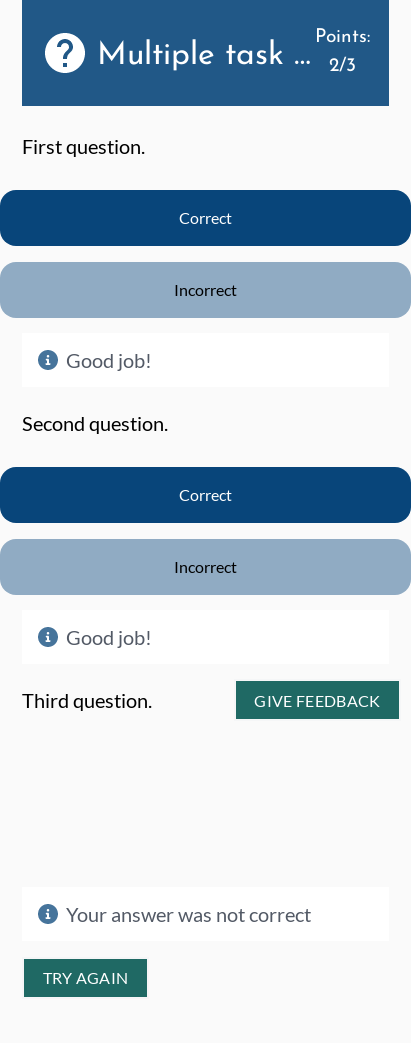 Multiple task ...
Points:
2/3
First question.
Correct
Incorrect
Good job!
Second question.
Correct
Incorrect
Good job!
Third question.
GIVE FEEDBACK
Your answer was not correct
TRY AGAIN